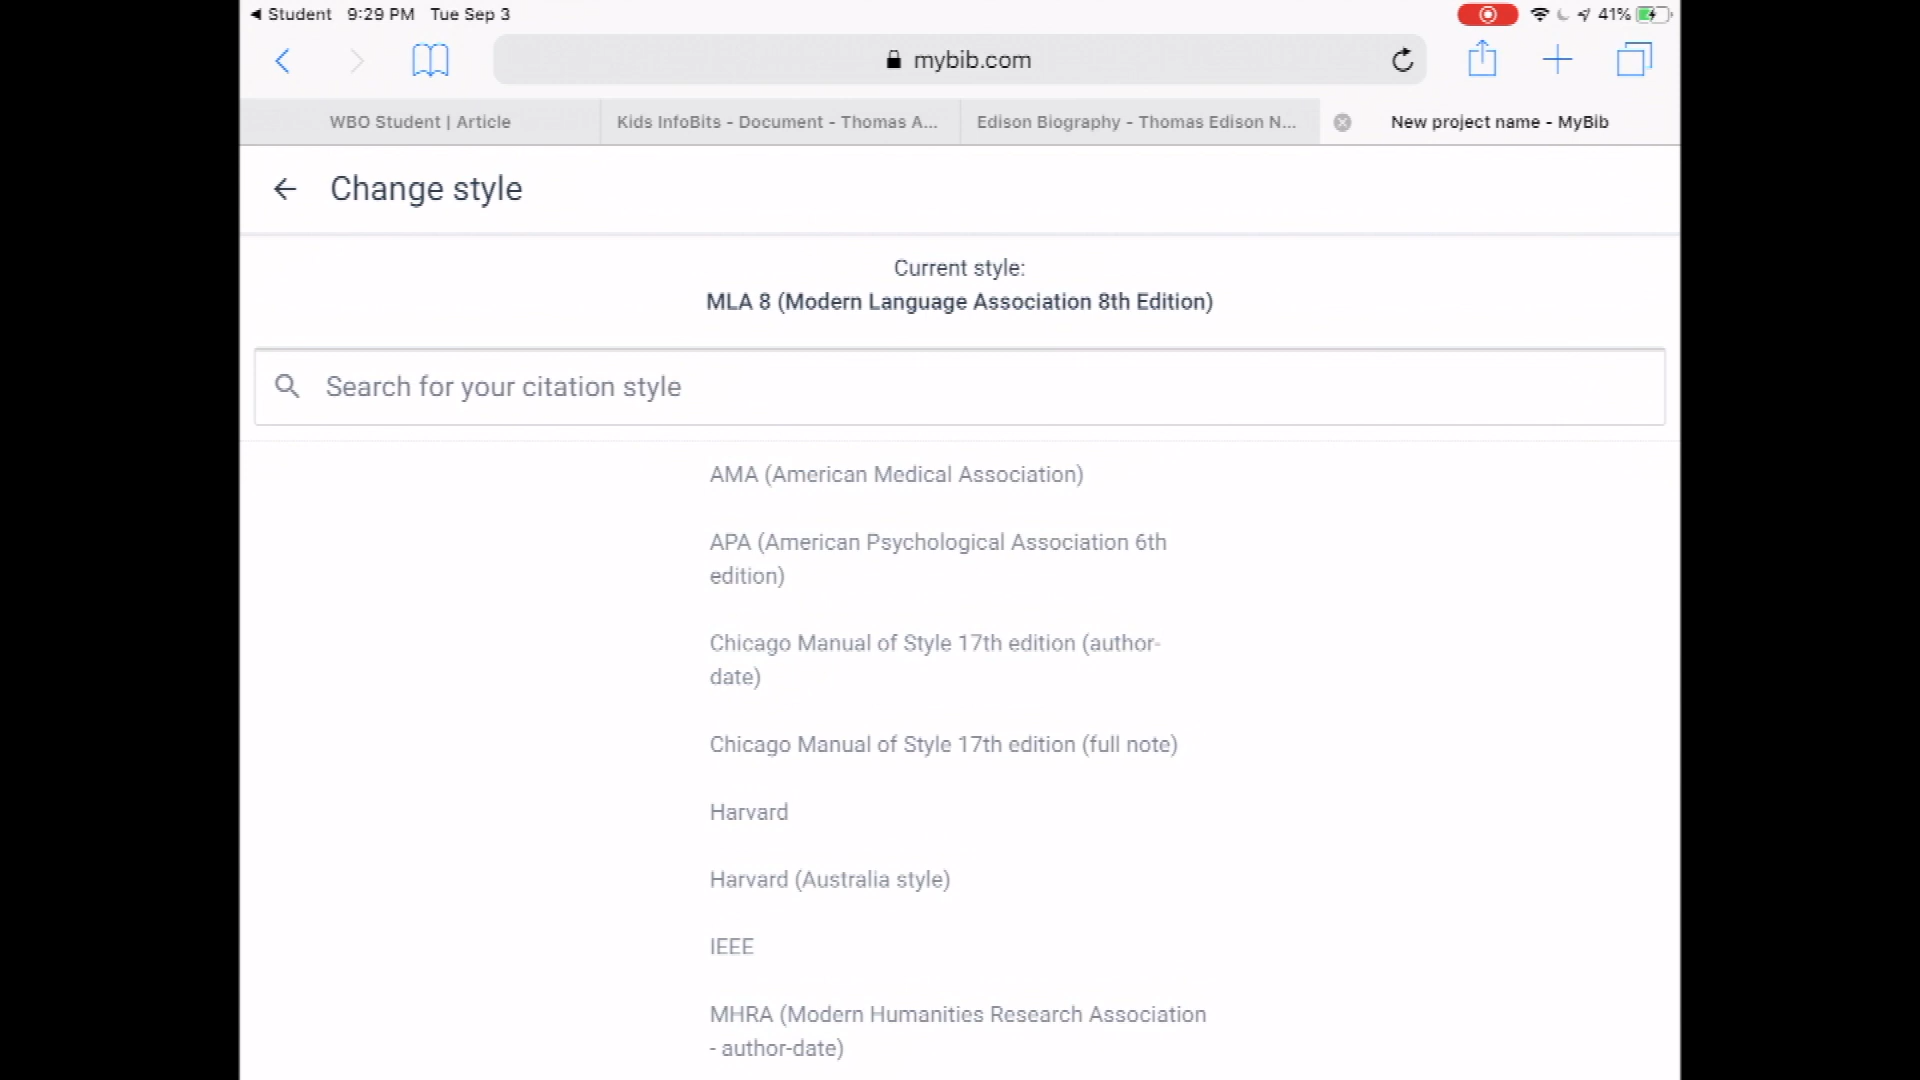 Student 9:29 PM Tue Sep 3 41%
mybib.com
WBO Student | Article Kids InfoBits - Document - Thomas A... Edison Biography - Thomas Edison N... New project name - MyBib
Change style
Current style:
MLA 8 (Modern Language Association 8th Edition)
Search for your citation style
AMA (American Medical Association)
APA (American Psychological Association 6th
edition)
Chicago Manual of Style 17th edition (author-
date)
Chicago Manual of Style 17th edition (full note)
Harvard
Harvard (Australia style)
IEEE
MHRA (Modern Humanities Research Association
- author-date)